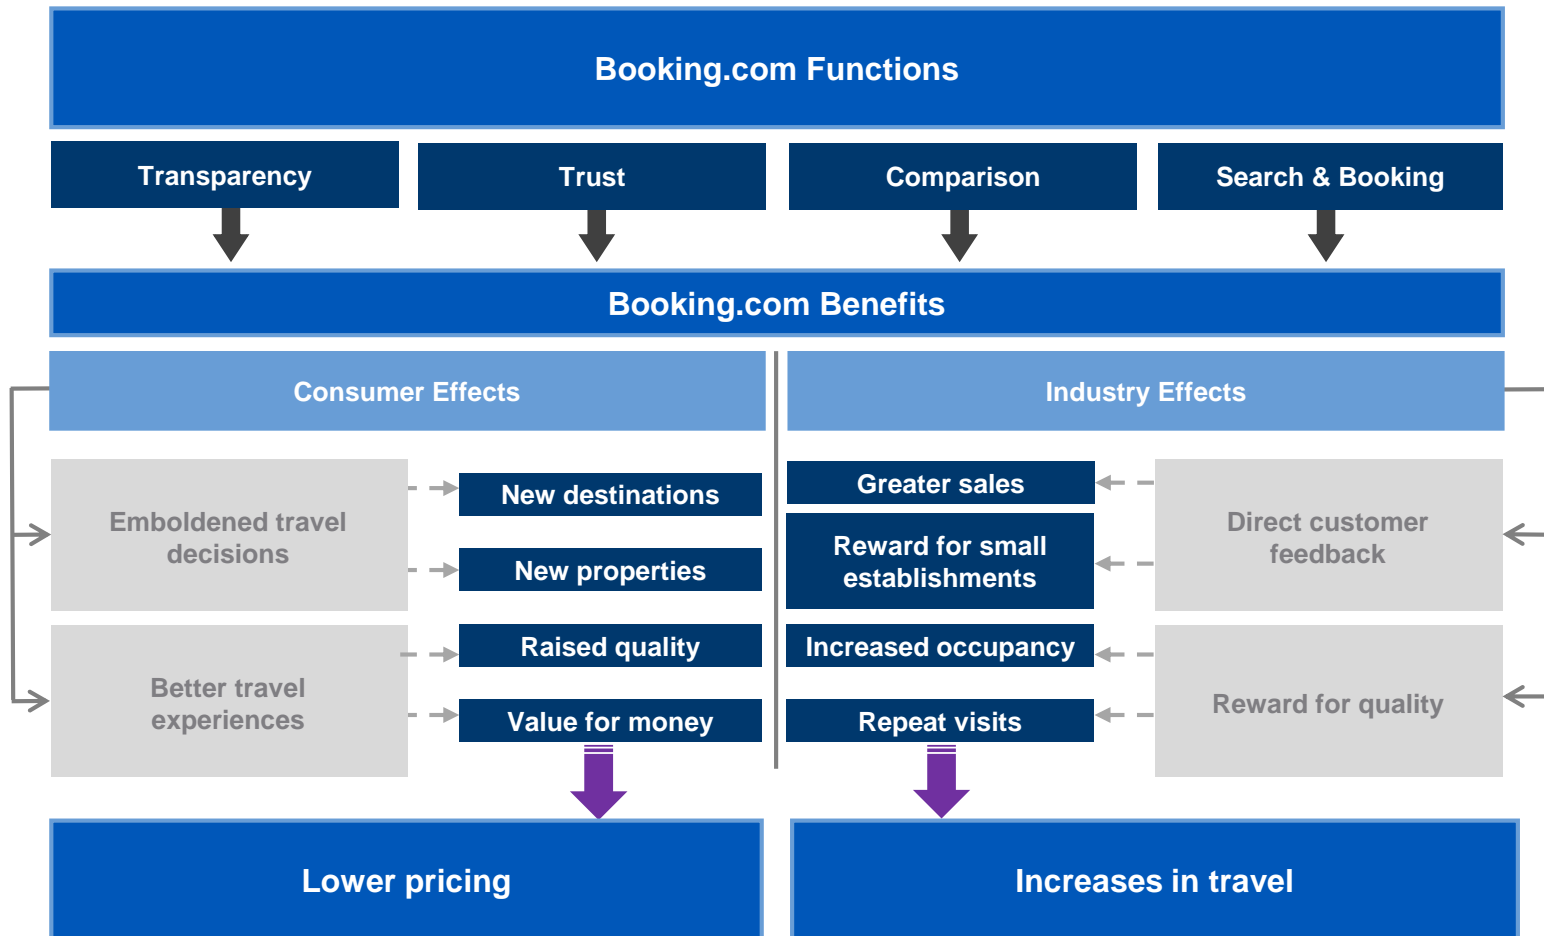 Booking.com Functions
Transparency
Trust
Comparison
Search & Booking
Booking.com Benefits
Consumer Effects
Industry Effects
Emboldened travel
decisions
New destinations
New properties
Better travel
experiences
Raised quality
Value for money
Greater sales
Reward for small
establishments
Direct customer
feedback
Increased occupancy
Repeat visits
Reward for quality
Lower pricing
Increases in travel